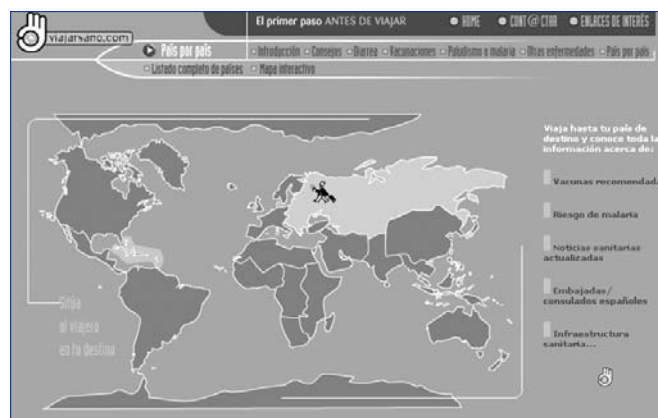 viajarsano.com
El primer paso ANTES DE VIAJAR
HOME
CONT@CTAR
ENLACES DE INTERÉS
País por país
Introducción
Consejos
Diarrea
Vacunaciones
Paludismo o malaria
Otras enfermedades
País por país
Listado completo de países
Mapa interactivo
Viaja hasta tu país de
destino y conoce toda la
información acerca de:
Vacunas recomendad
Riesgo de malaria
Noticias sanitarias
actualizadas
Embajadas/
consulados españoles
Infraestructura
sanitaria...
Sitúa
al viajero
en tu destino